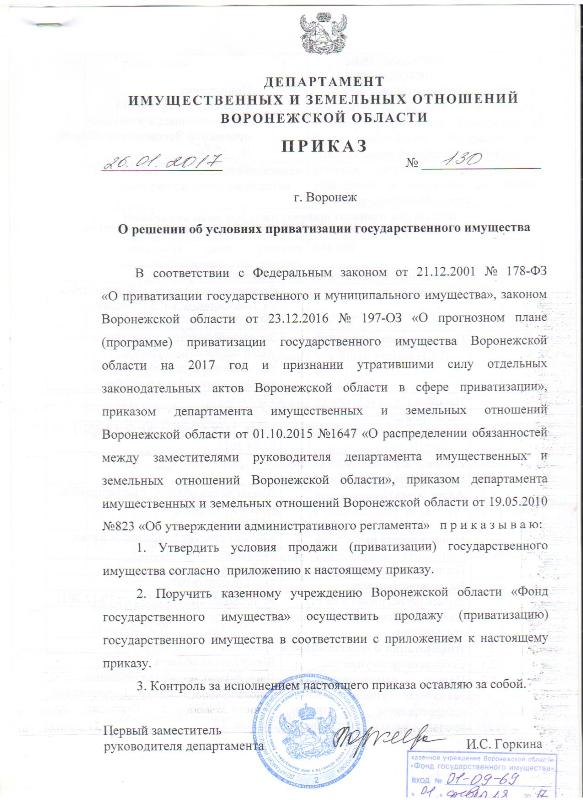 ДЕПАРТАМЕНТ
ИМУЩЕСТВЕННЫХ И ЗЕМЕЛЬНЫХ ОТНОШЕНИЙ
ВОРОНЕЖСКОЙ ОБЛАСТИ
ПРИКАЗ
26.01.2017 № 130
г. Воронеж
О решении об условиях приватизации государственного имущества
В соответствии с Федеральным законом от 21.12.2001 № 178-ФЗ
«О приватизации государственного и муниципального имущества», законом
Воронежской области от 23.12.2016 № 197-ОЗ «О прогнозном плане
(программе) приватизации государственного имущества Воронежской
области на 2017 год и признании утратившими силу отдельных
законодательных актов Воронежской области в сфере приватизации»,
приказом департамента имущественных и земельных отношений
Воронежской области от 01.10.2015 №1647 «О распределении обязанностей
между заместителями руководителя департамента имущественных и
земельных отношений Воронежской области», приказом департамента
имущественных и земельных отношений Воронежской области от 19.05.2010
№823 «Об утверждении административного регламента» п р и к а з ы в а ю:
1. Утвердить условия продажи (приватизации) государственного
имущества согласно приложению к настоящему приказу.
2. Поручить казенному учреждению Воронежской области «Фонд
государственного имущества» осуществить продажу (приватизацию)
государственного имущества в соответствии с приложением к настоящему
приказу.
3. Контроль за исполнением настоящего приказа оставляю за собой.
Первый заместитель
руководителя департамента И.С. Горкина
2
казенное учреждение Воронежской области
«Фонд государственного имущества»
ВХОД. № 01-09-69